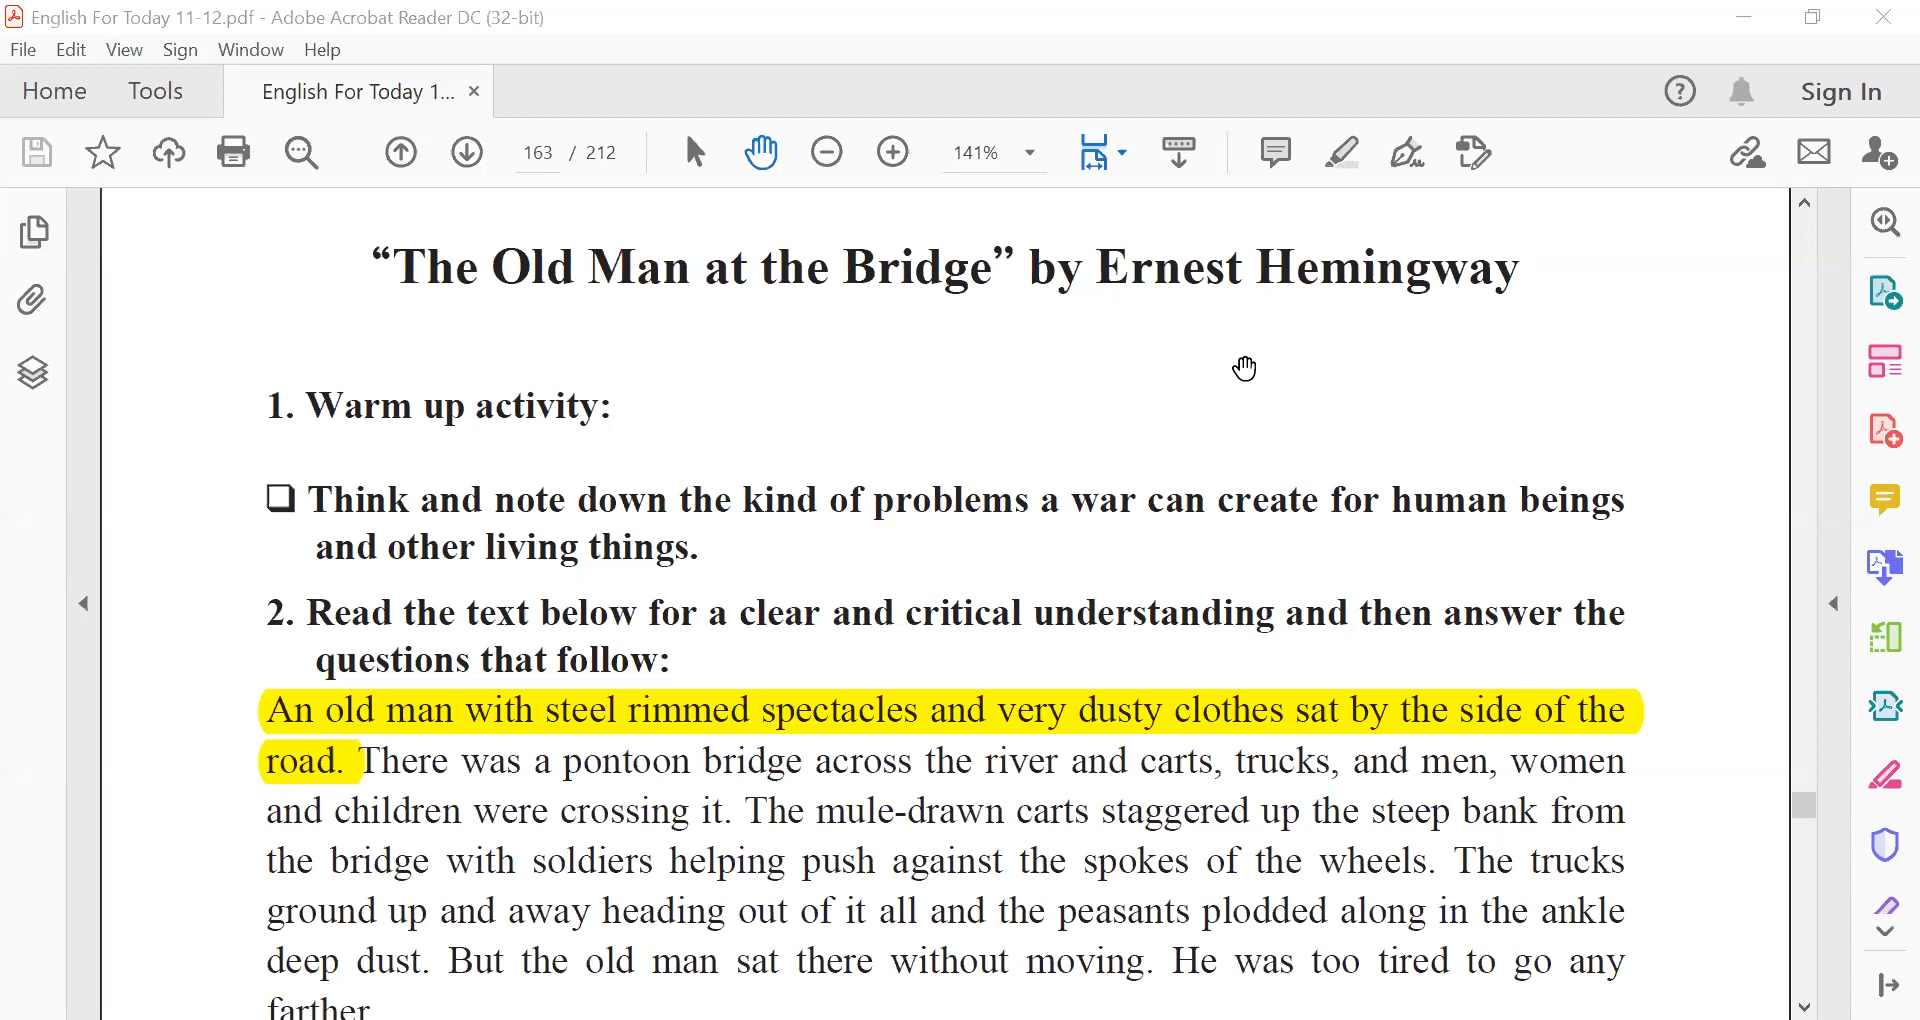 English For Today 11-12.pdf - Adobe Acrobat Reader DC (32-bit)
File Edit View Sign Window Help
Home Tools English For Today 1... × Sign In
163 / 212 141%
“The Old Man at the Bridge” by Ernest Hemingway
1. Warm up activity:
❏ Think and note down the kind of problems a war can create for human beings
and other living things.
2. Read the text below for a clear and critical understanding and then answer the
questions that follow:
An old man with steel rimmed spectacles and very dusty clothes sat by the side of the
road. There was a pontoon bridge across the river and carts, trucks, and men, women
and children were crossing it. The mule-drawn carts staggered up the steep bank from
the bridge with soldiers helping push against the spokes of the wheels. The trucks
ground up and away heading out of it all and the peasants plodded along in the ankle
deep dust. But the old man sat there without moving. He was too tired to go any
farther